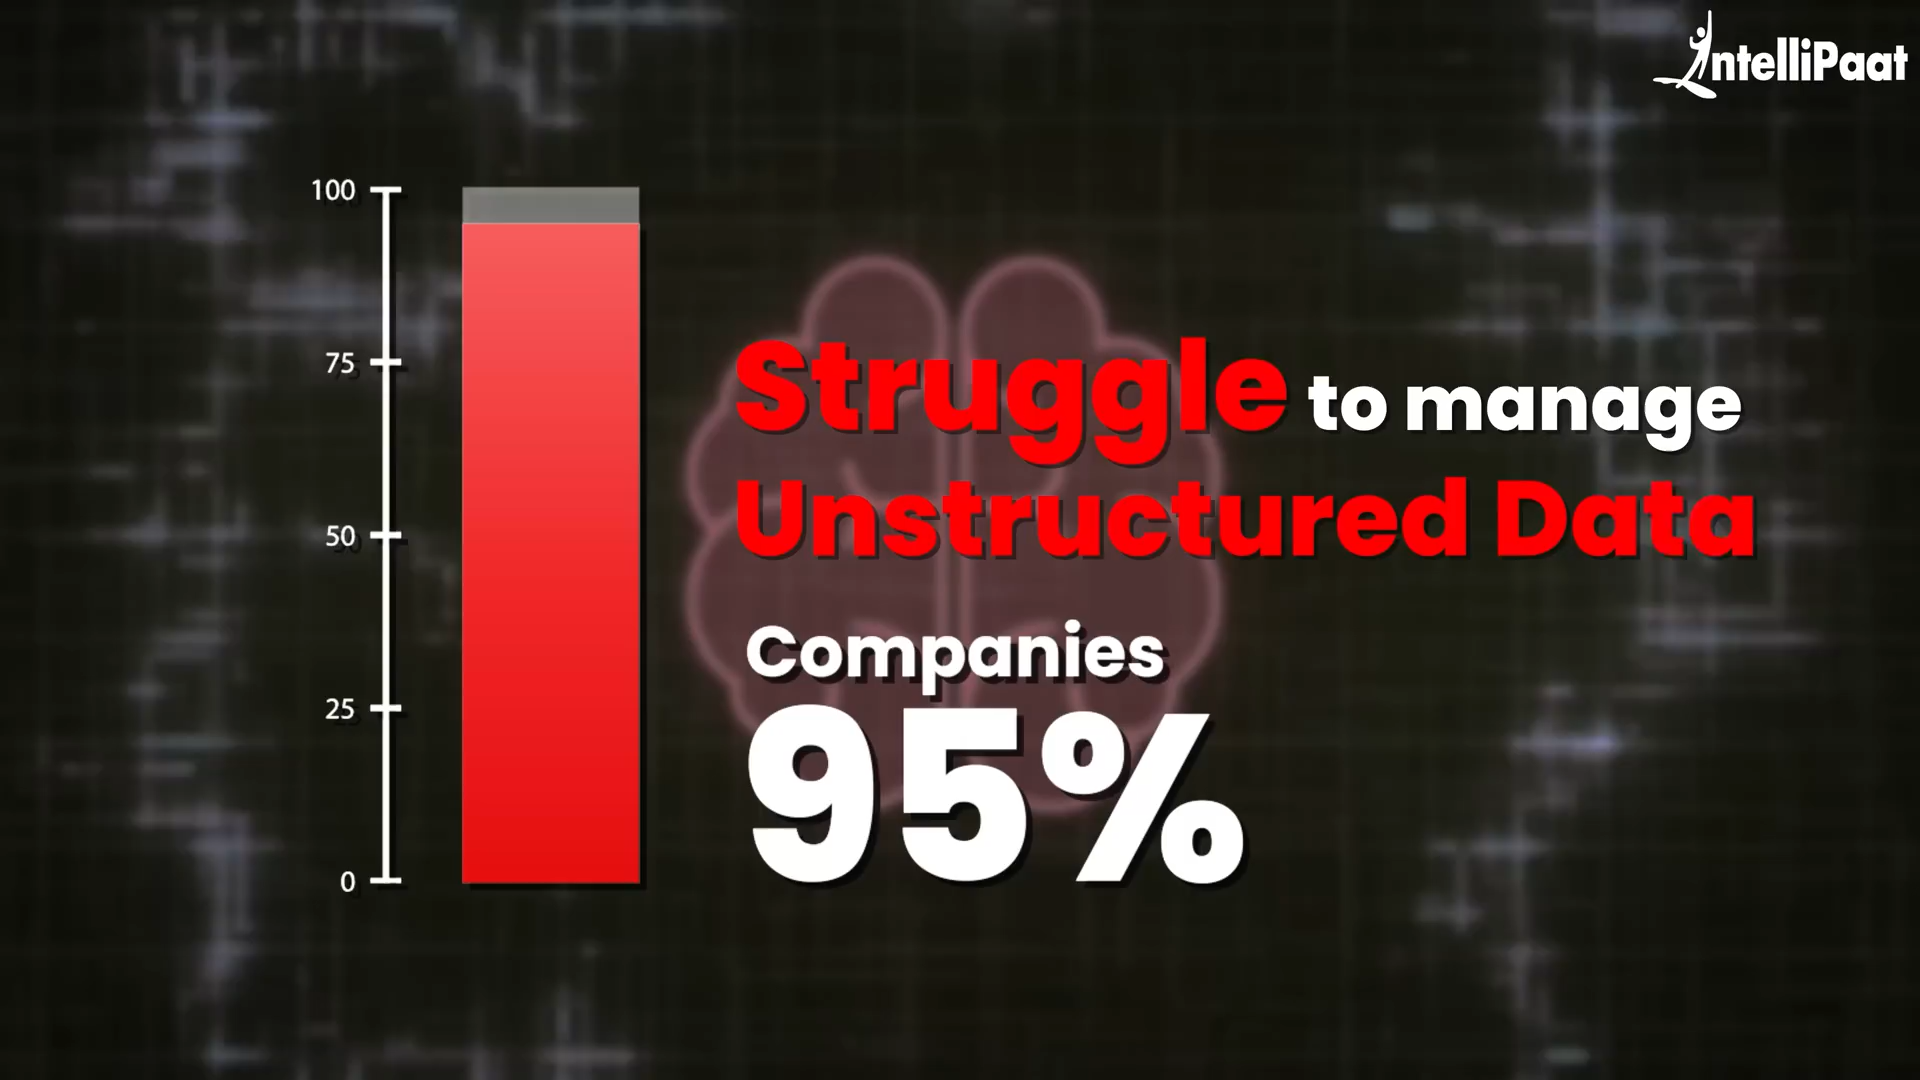 IntelliPaat
100
75
50
25
0
Struggle to manage
Unstructured Data
Companies
95%